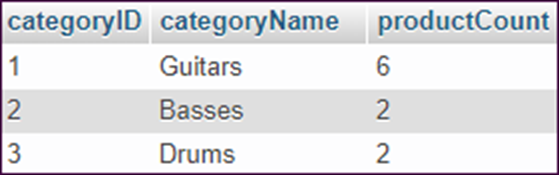 categoryID categoryName productCount
1 Guitars 6
2 Basses 2
3 Drums 2